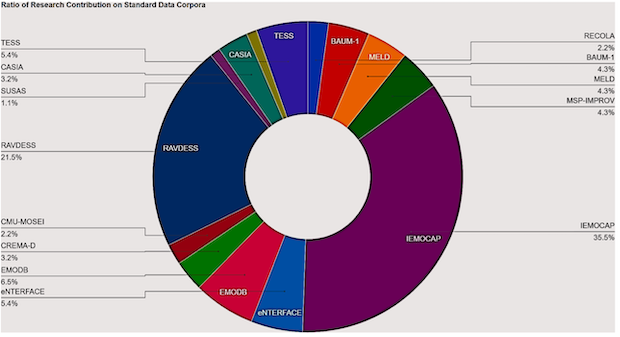 Ratio of Research Contribution on Standard Data Corpora
TESS
5.4%
CASIA
3.2%
SUSAS
1.1%
RAVDESS
21.5%
CMU-MOSEI
2.2%
CREMA-D
3.2%
EMODB
6.5%
eNTERFACE
5.4%
TESS
BAUM-1
MELD
CASIA
RAVDESS
IEMOCAP
EMODB
eNTERFACE
RECOLA
2.2%
BAUM-1
4.3%
MELD
4.3%
MSP-IMPROV
4.3%
IEMOCAP
35.5%